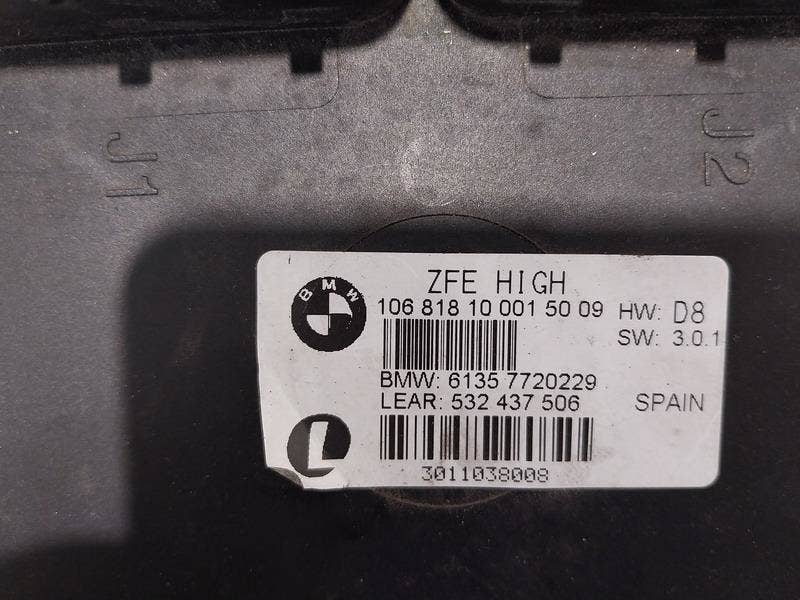 J1
J2
BMW
ZFE HIGH
106 818 10 001 50 09 HW: D8
SW: 3.0.1
BMW: 6135 7720229
LEAR: 532 437 506 SPAIN
L
3011038008